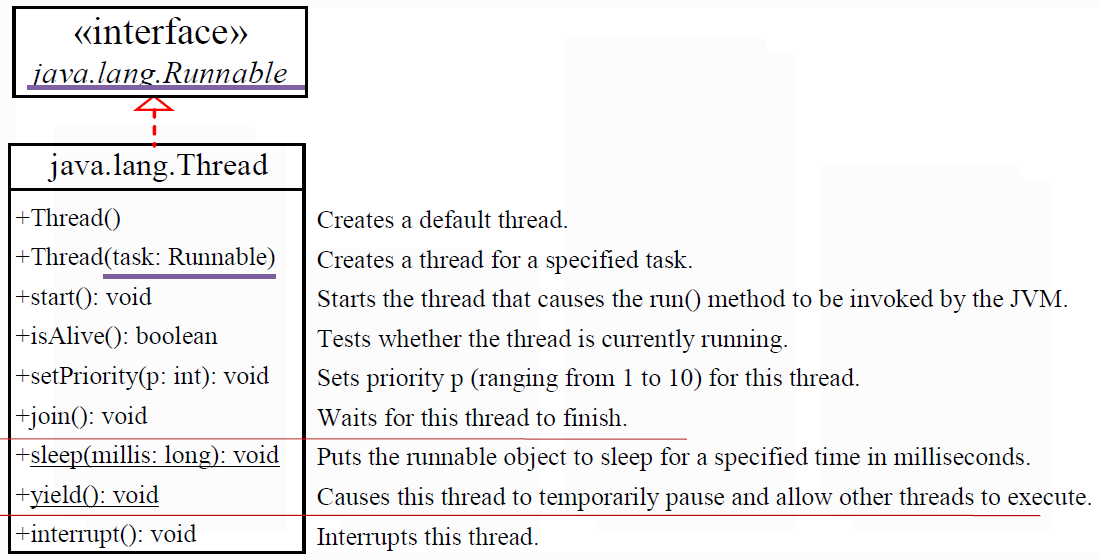 «interface»
java.lang.Runnable
java.lang.Thread
+Thread() Creates a default thread.
+Thread(task: Runnable) Creates a thread for a specified task.
+start(): void Starts the thread that causes the run() method to be invoked by the JVM.
+isAlive(): boolean Tests whether the thread is currently running.
+setPriority(p: int): void Sets priority p (ranging from 1 to 10) for this thread.
+join(): void Waits for this thread to finish.
+sleep(millis: long): void Puts the runnable object to sleep for a specified time in milliseconds.
+yield(): void Causes this thread to temporarily pause and allow other threads to execute.
+interrupt(): void Interrupts this thread.